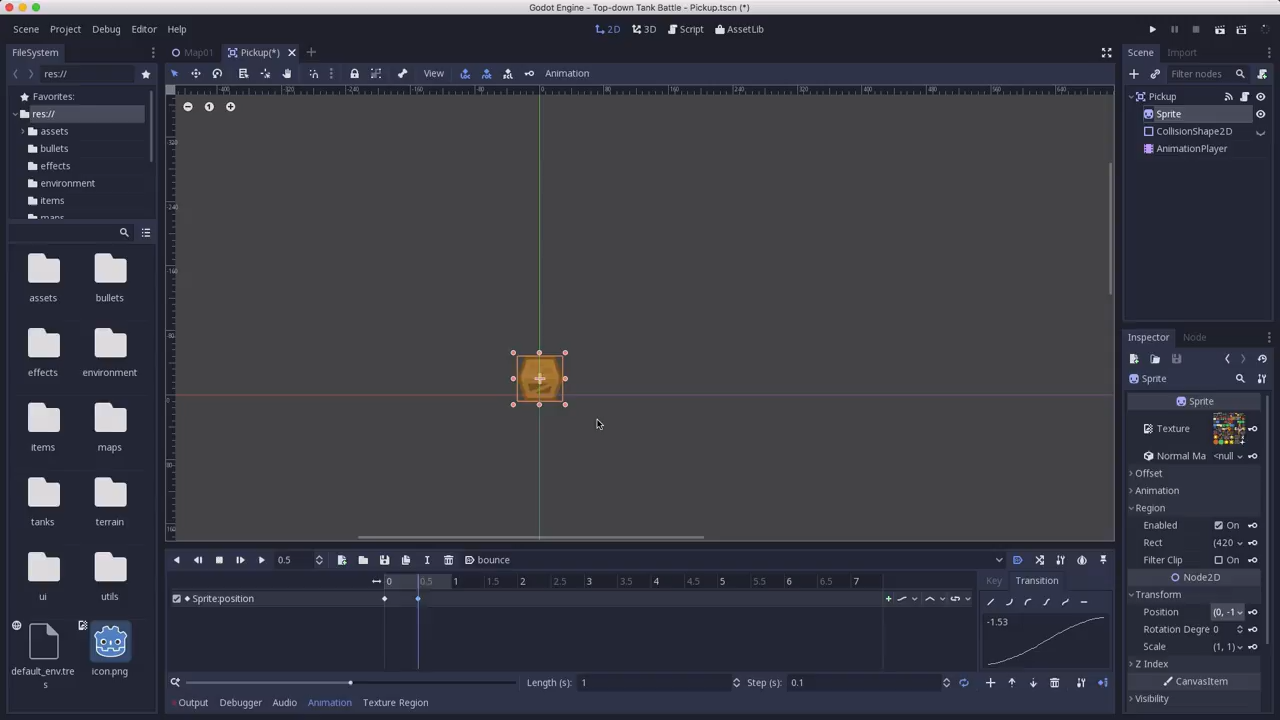 Godot Engine - Top-down Tank Battle - Pickup.tscn (*)
Scene Project Debug Editor Help
2D 3D Script AssetLib
FileSystem
Map01 Pickup(*)
Scene Import
res://
View Animation
Filter nodes
Favorites:
res://
assets
bullets
effects
environment
items
maps
Pickup
Sprite
CollisionShape2D
AnimationPlayer
assets bullets
effects environment
items maps
tanks terrain
ui utils
default_env.tre
s
icon.png
0.5 bounce
0 0.5 1 1.5 2 2.5 3 3.5 4 4.5 5 5.5 6 6.5 7
Sprite:position
Key Transition
-1.53
Length (s): 1 Step (s): 0.1
Output Debugger Audio Animation Texture Region
Inspector Node
Sprite
Sprite
Texture
Normal Ma <null
Offset
Animation
Region
Enabled On
Rect (420
Filter Clip On
Node2D
Transform
Position (0, -1
Rotation Degre 0
Scale (1, 1)
Z Index
CanvasItem
Visibility